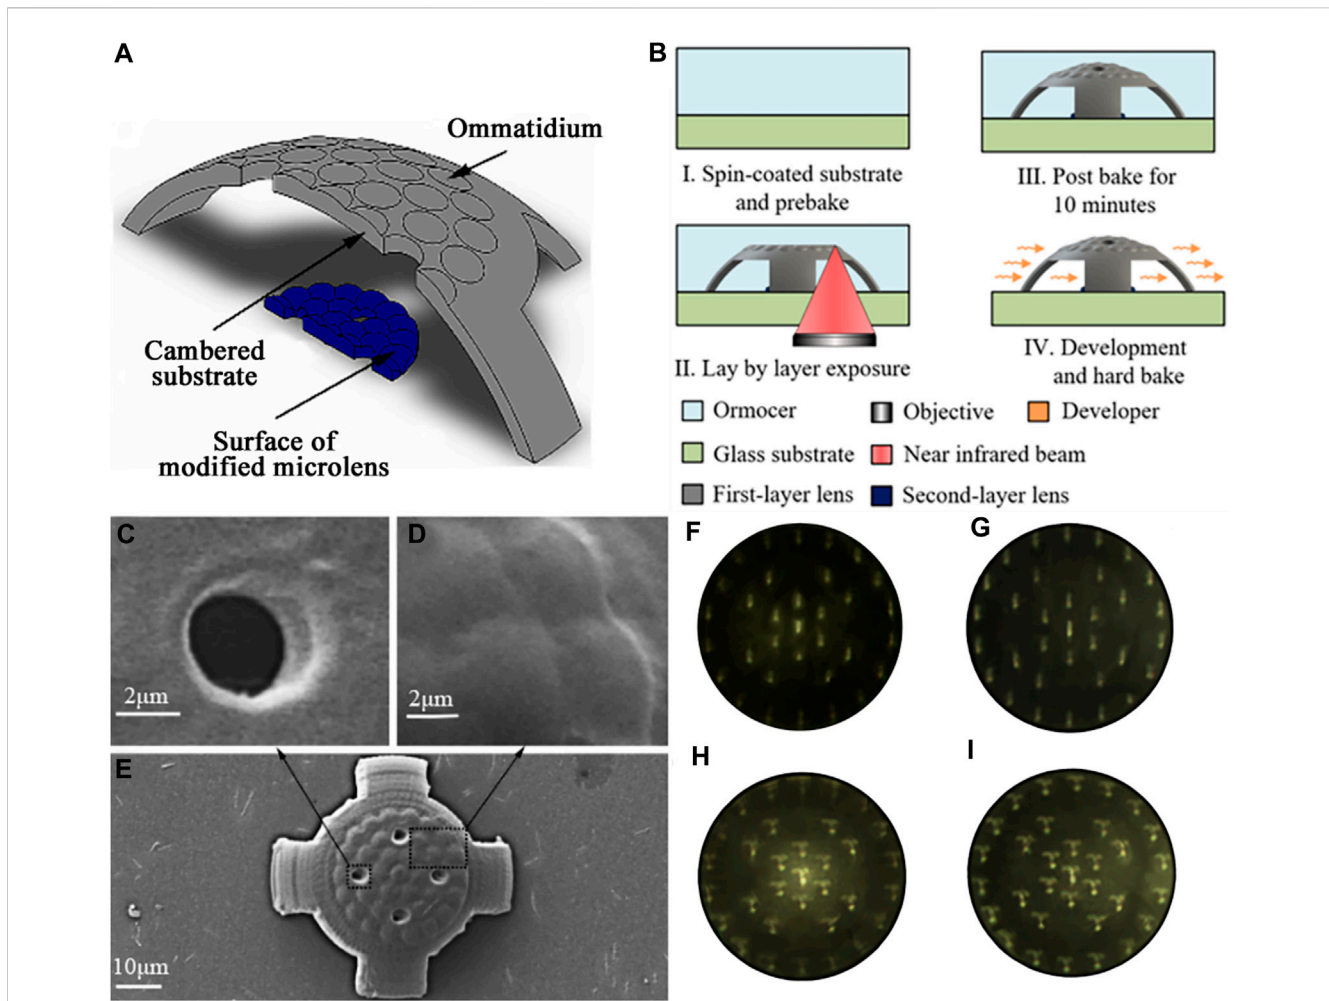 A
Ommatidium
Cambered
substrate
Surface of
modified microlens
B
I. Spin-coated substrate
and prebake
III. Post bake for
10 minutes
II. Lay by layer exposure
IV. Development
and hard bake
Ormocer
Objective
Developer
Glass substrate
Near infrared beam
First-layer lens
Second-layer lens
C
2μm
D
2μm
E
10μm
F
G
H
I